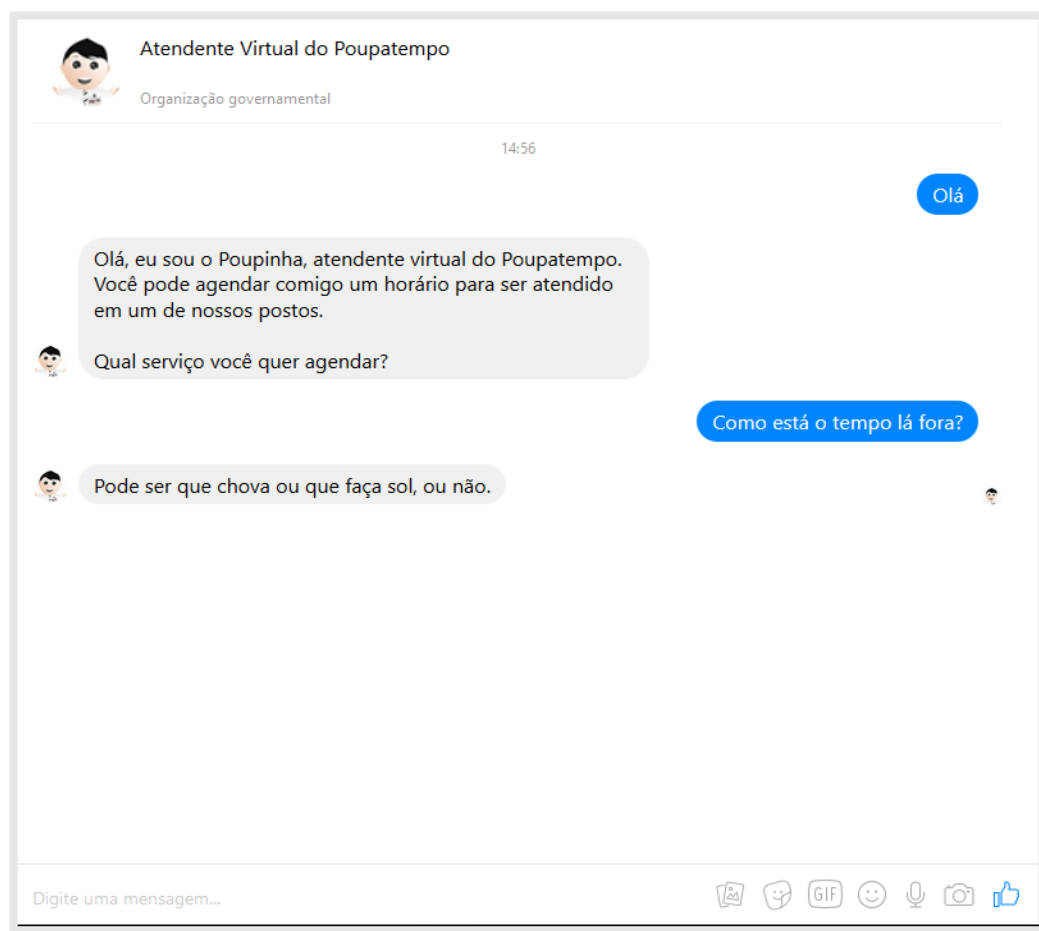 Atendente Virtual do Poupatempo
Organização governamental
14:56
Olá
Olá, eu sou o Poupinha, atendente virtual do Poupatempo.
Você pode agendar comigo um horário para ser atendido
em um de nossos postos.
Qual serviço você quer agendar?
Como está o tempo lá fora?
Pode ser que chova ou que faça sol, ou não.
Digite uma mensagem...
GIF